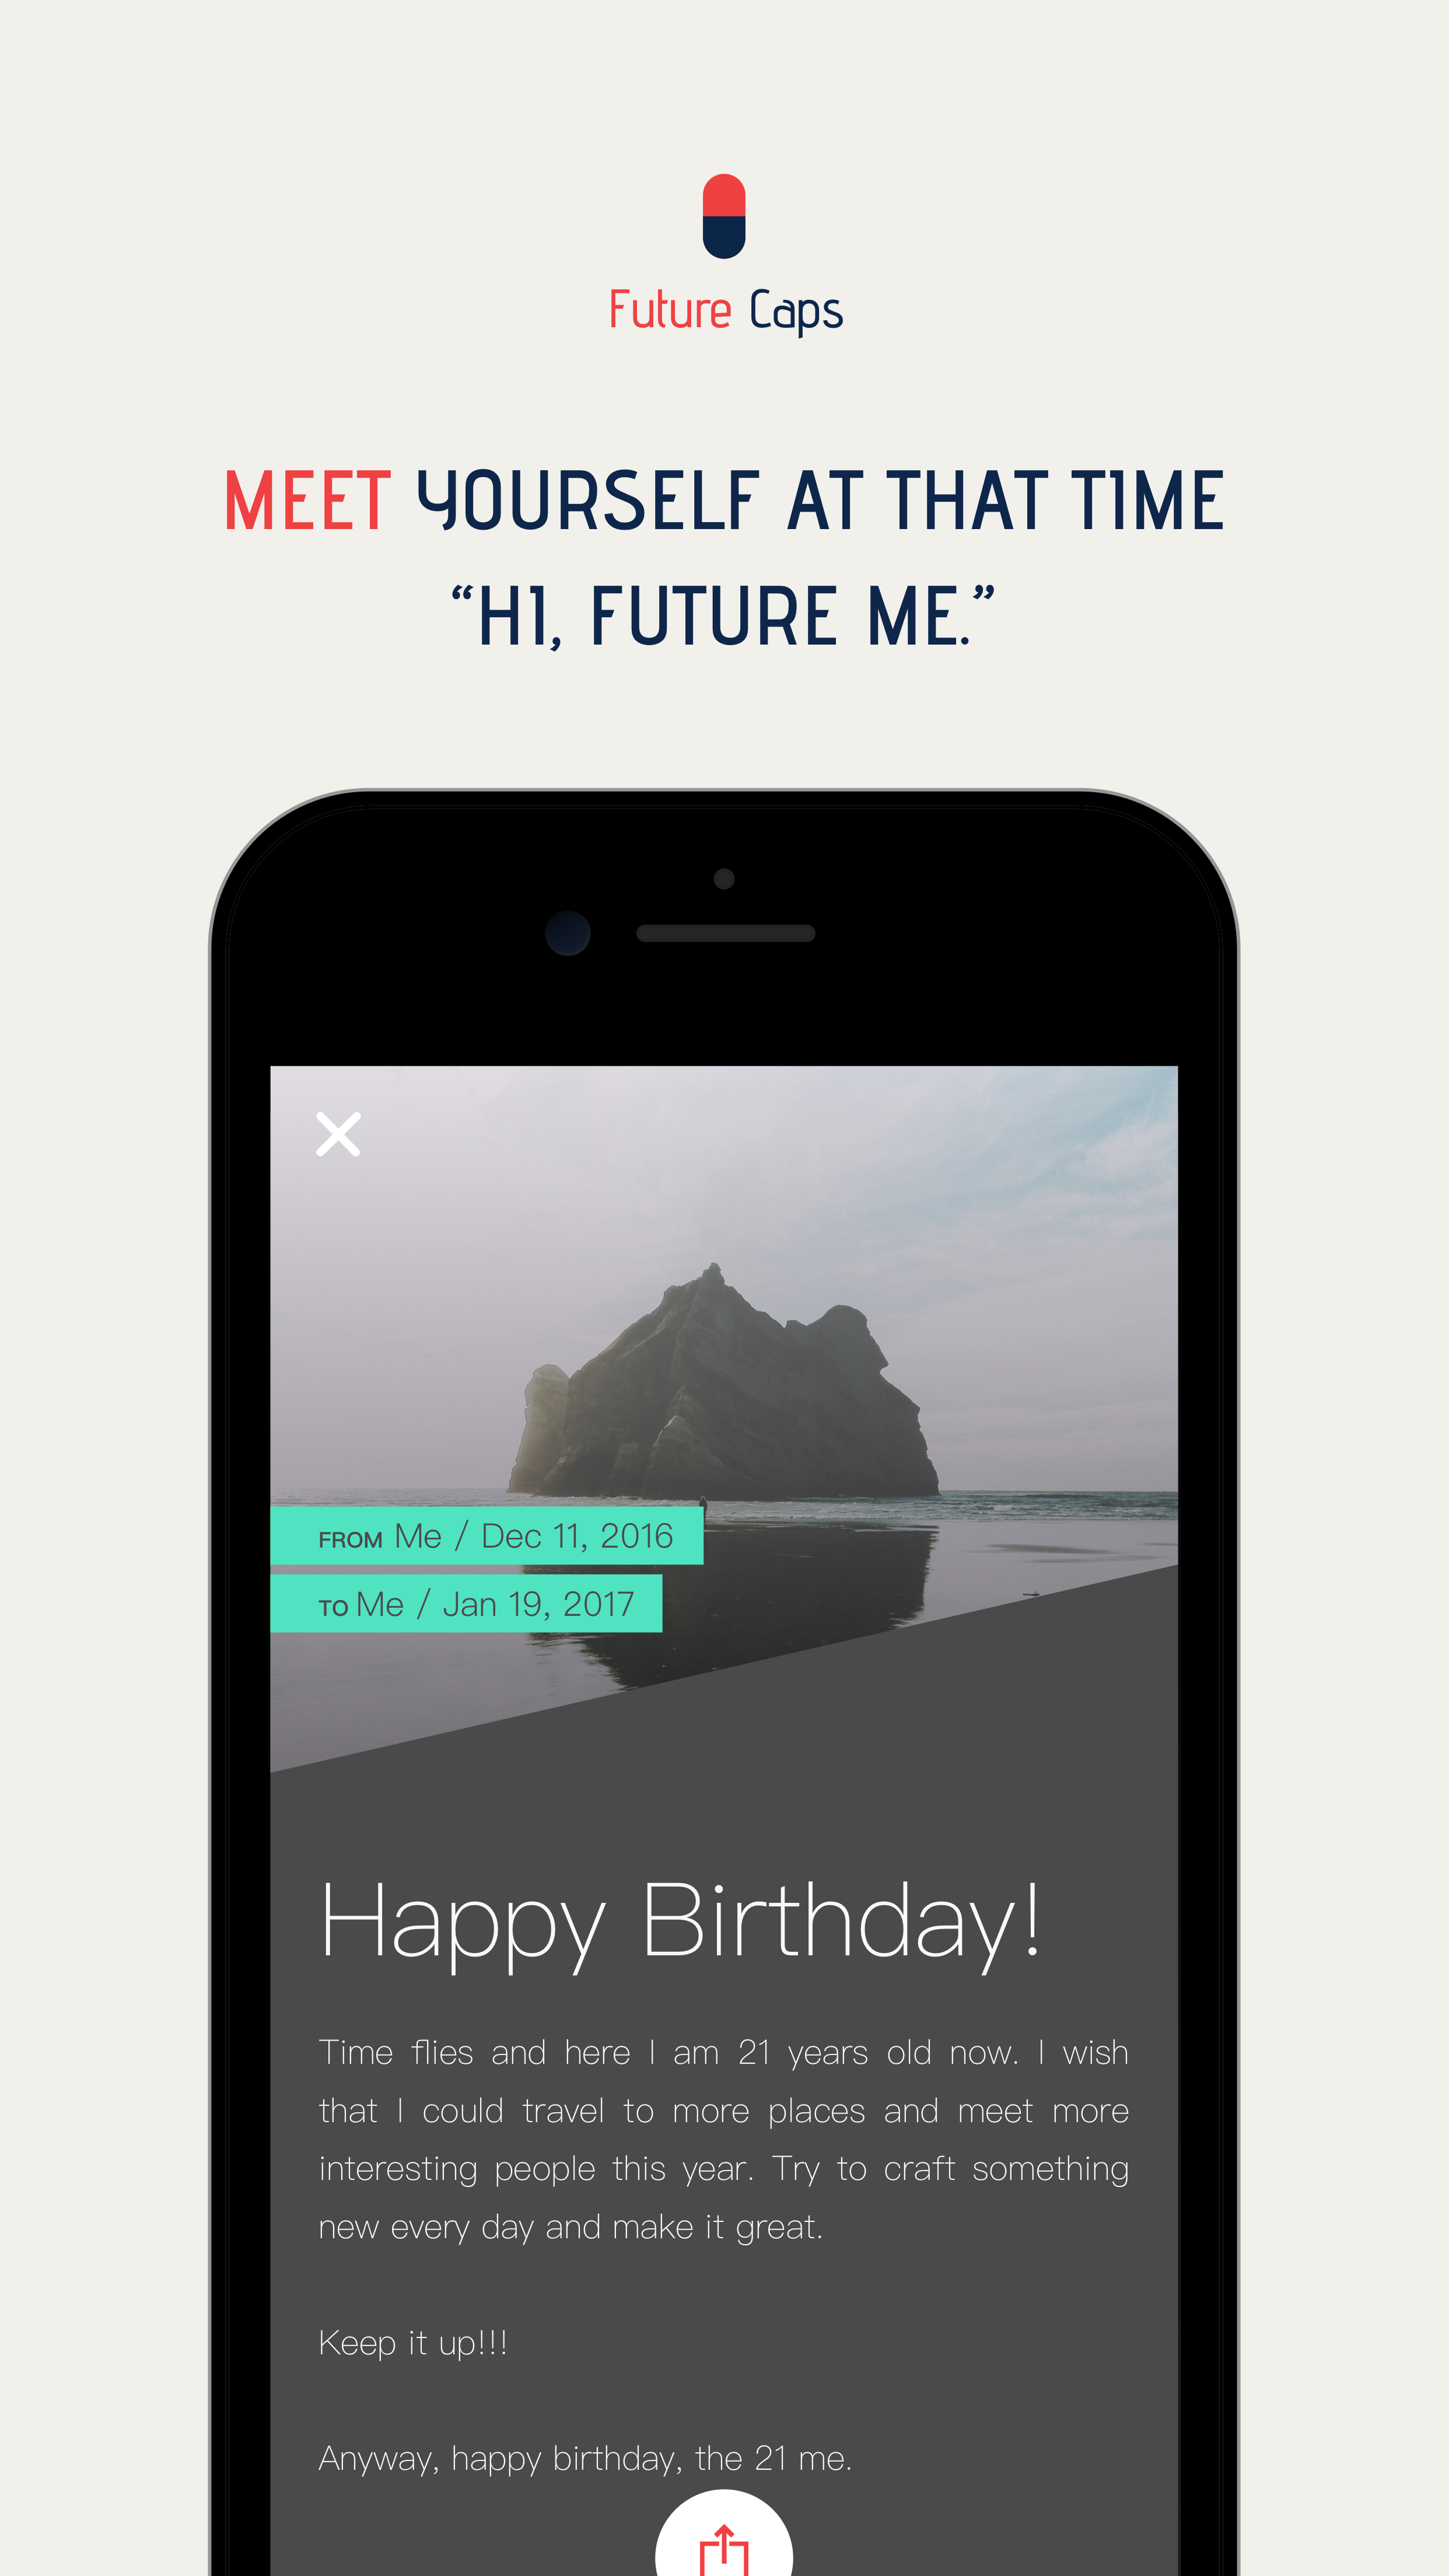 Future Caps
MEET YOURSELF AT THAT TIME
“HI, FUTURE ME.”
FROM Me / Dec 11, 2016
TO Me / Jan 19, 2017
Happy Birthday!
Time flies and here I am 21 years old now. I wish
that I could travel to more places and meet more
interesting people this year. Try to craft something
new every day and make it great.
Keep it up!!!
Anyway, happy birthday, the 21 me.